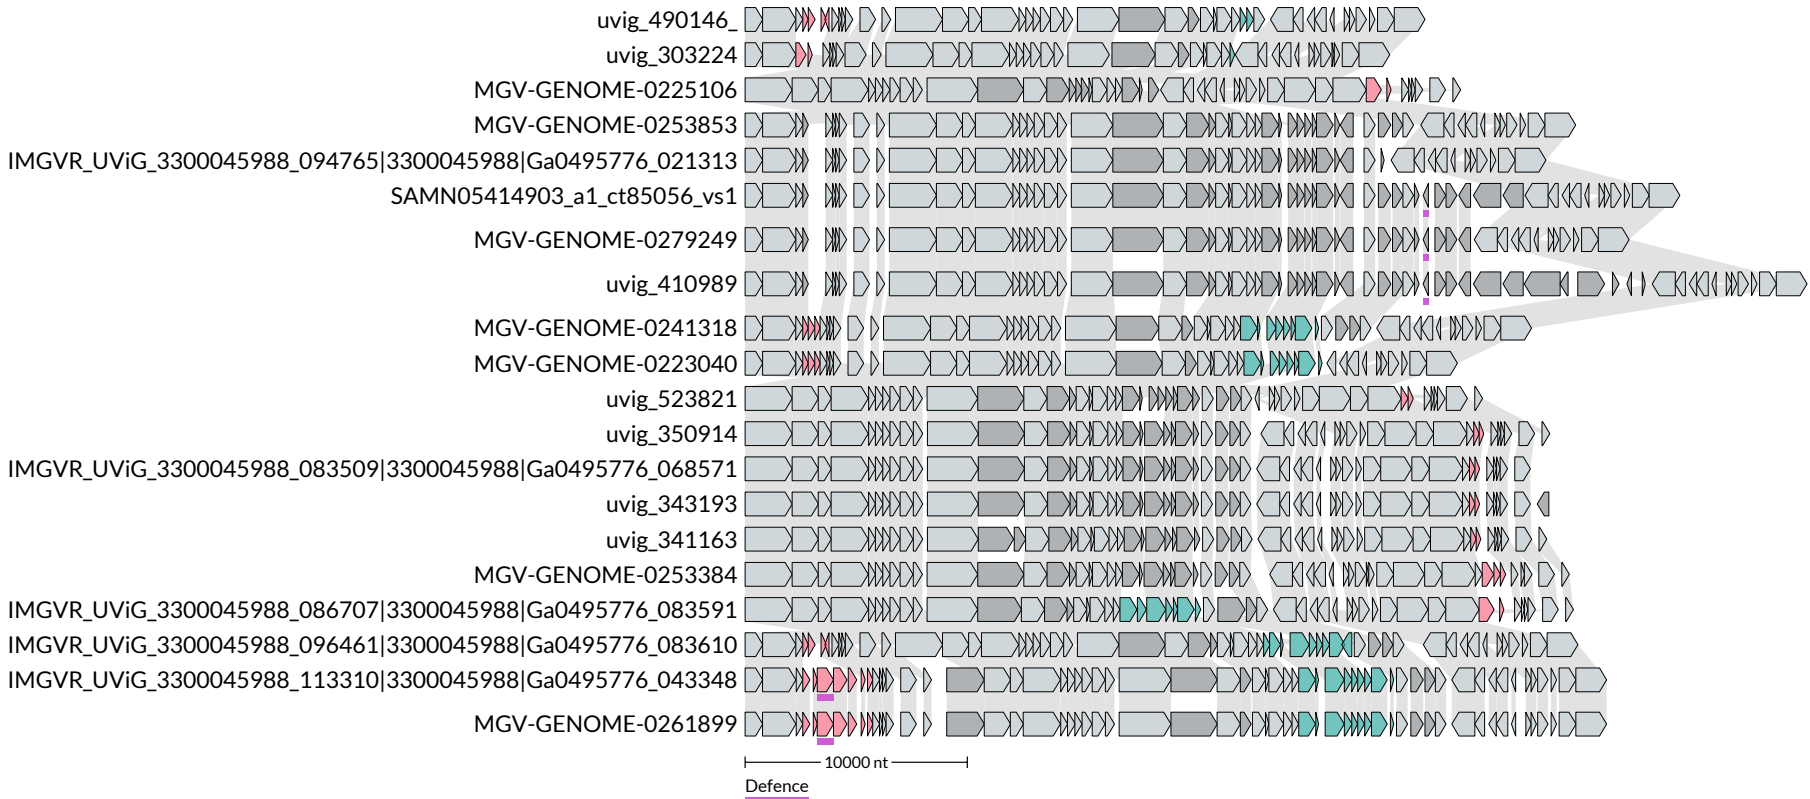 uvig_490146_
uvig_303224
MGV-GENOME-0225106
MGV-GENOME-0253853
IMGVR_UViG_3300045988_094765|3300045988|Ga0495776_021313
SAMN05414903_a1_ct85056_vs1
MGV-GENOME-0279249
uvig_410989
MGV-GENOME-0241318
MGV-GENOME-0223040
uvig_523821
uvig_350914
IMGVR_UViG_3300045988_083509|3300045988|Ga0495776_068571
uvig_343193
uvig_341163
MGV-GENOME-0253384
IMGVR_UViG_3300045988_086707|3300045988|Ga0495776_083591
IMGVR_UViG_3300045988_096461|3300045988|Ga0495776_083610
IMGVR_UViG_3300045988_113310|3300045988|Ga0495776_043348
MGV-GENOME-0261899
10000 nt
Defence